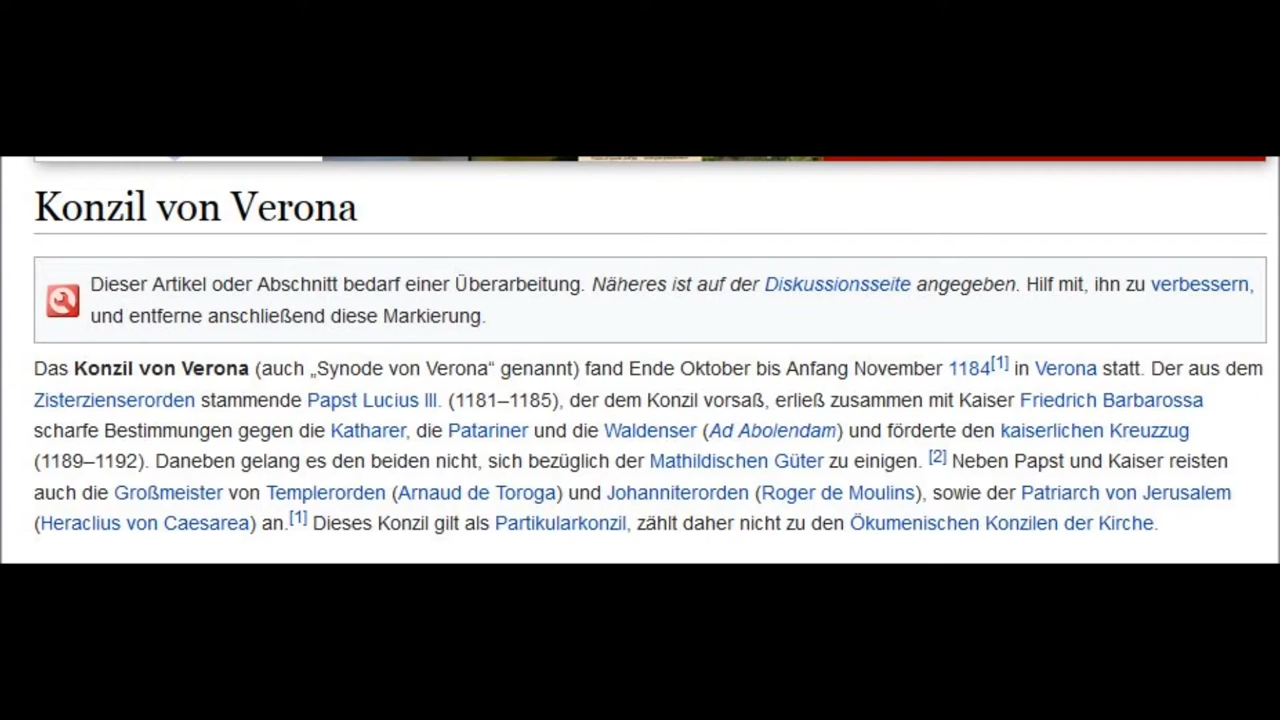 Konzil von Verona
Dieser Artikel oder Abschnitt bedarf einer Überarbeitung. Näheres ist auf der Diskussionsseite angegeben. Hilf mit, ihn zu verbessern,
und entferne anschließend diese Markierung.
Das Konzil von Verona (auch „Synode von Verona“ genannt) fand Ende Oktober bis Anfang November 1184[1] in Verona statt. Der aus dem
Zisterzienserorden stammende Papst Lucius III. (1181–1185), der dem Konzil vorsaß, erließ zusammen mit Kaiser Friedrich Barbarossa
scharfe Bestimmungen gegen die Katharer, die Patariner und die Waldenser (Ad Abolendam) und förderte den kaiserlichen Kreuzzug
(1189–1192). Daneben gelang es den beiden nicht, sich bezüglich der Mathildischen Güter zu einigen. [2] Neben Papst und Kaiser reisten
auch die Großmeister von Templerorden (Arnaud de Toroga) und Johanniterorden (Roger de Moulins), sowie der Patriarch von Jerusalem
(Heraclius von Caesarea) an.[1] Dieses Konzil gilt als Partikularkonzil, zählt daher nicht zu den Ökumenischen Konzilen der Kirche.